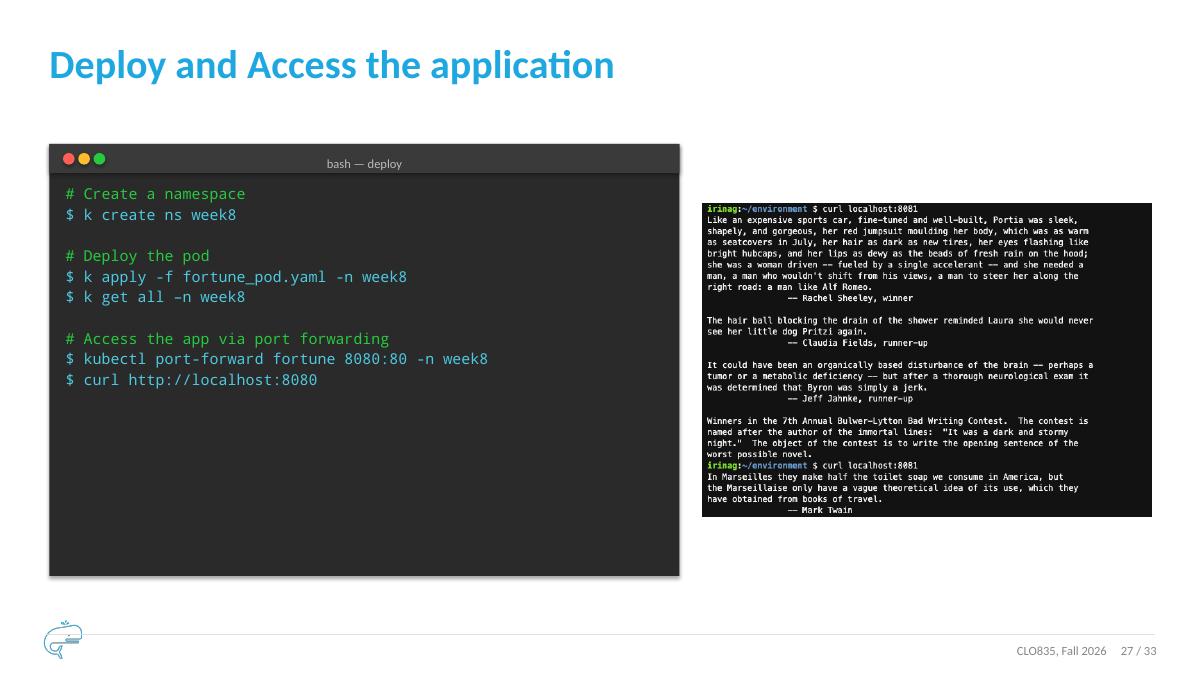 Deploy and Access the application
bash — deploy
# Create a namespace
$ k create ns week8
# Deploy the pod
$ k apply -f fortune_pod.yaml -n week8
$ k get all –n week8
# Access the app via port forwarding
$ kubectl port-forward fortune 8080:80 -n week8
$ curl http://localhost:8080
irinag:~/environment $ curl localhost:8081
Like an expensive sports car, fine-tuned and well-built, Portia was sleek,
shapely, and gorgeous, her red jumpsuit moulding her body, which was as warm
as seatcovers in July, her hair as dark as new tires, her eyes flashing like
bright hubcaps, and her lips as dewy as the beads of fresh rain on the hood;
she was a woman driven -- fueled by a single accelerant -- and she needed a
man, a man who wouldn't shift from his views, a man to steer her along the
right road: a man like Alf Romeo.
-- Rachel Sheeley, winner
The hair ball blocking the drain of the shower reminded Laura she would never
see her little dog Pritzi again.
-- Claudia Fields, runner-up
It could have been an organically based disturbance of the brain -- perhaps a
tumor or a metabolic deficiency -- but after a thorough neurological exam it
was determined that Byron was simply a jerk.
-- Jeff Jahnke, runner-up
Winners in the 7th Annual Bulwer-Lytton Bad Writing Contest.  The contest is
named after the author of the immortal lines:  "It was a dark and stormy
night."  The object of the contest is to write the opening sentence of the
worst possible novel.
irinag:~/environment $ curl localhost:8081
In Marseilles they make half the toilet soap we consume in America, but
the Marseillaise only have a vague theoretical idea of its use, which they
have obtained from books of travel.
-- Mark Twain
CLO835, Fall 2026 27 / 33